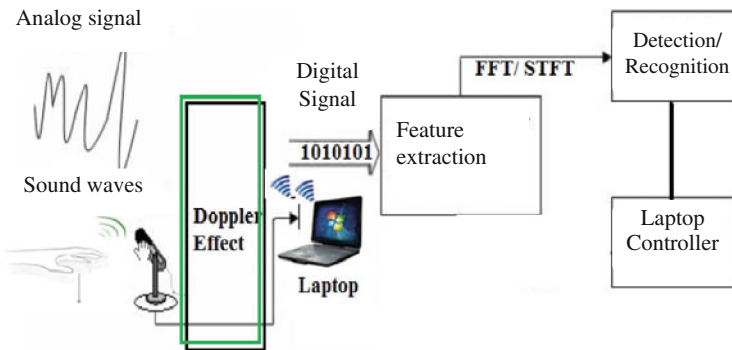 Analog signal
Sound waves
Doppler
Effect
Digital
Signal
1010101
Laptop
Feature
extraction
FFT/ STFT
Detection/
Recognition
Laptop
Controller